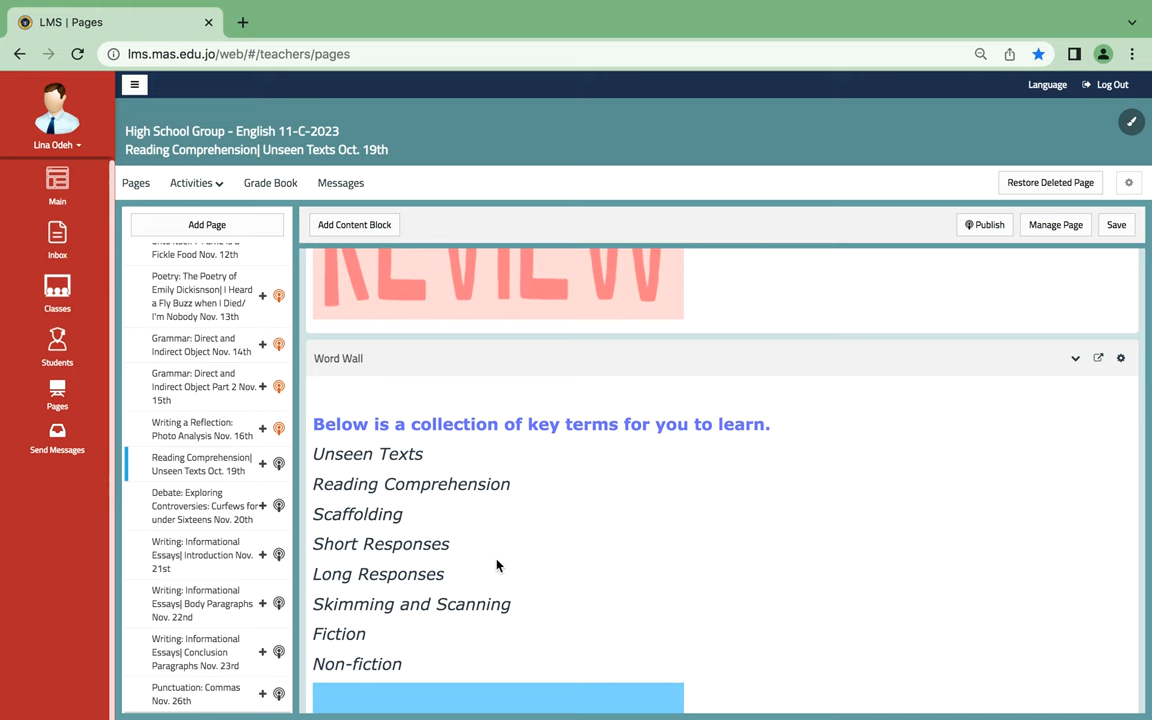 LMS | Pages
lms.mas.edu.jo/web/#/teachers/pages
Language
Log Out
Lina Odeh
High School Group - English 11-C-2023
Reading Comprehension| Unseen Texts Oct. 19th
Pages
Activities
Grade Book
Messages
Restore Deleted Page
Main
Inbox
Classes
Students
Pages
Send Messages
Add Page
Fickle Food Nov. 12th
Poetry: The Poetry of
Emily Dickisnson| I Heard
a Fly Buzz when I Died/
I'm Nobody Nov. 13th
Grammar: Direct and
Indirect Object Nov. 14th
Grammar: Direct and
Indirect Object Part 2 Nov.
15th
Writing a Reflection:
Photo Analysis Nov. 16th
Reading Comprehension|
Unseen Texts Oct. 19th
Debate: Exploring
Controversies: Curfews for
under Sixteens Nov. 20th
Writing: Informational
Essays| Introduction Nov.
21st
Writing: Informational
Essays| Body Paragraphs
Nov. 22nd
Writing: Informational
Essays| Conclusion
Paragraphs Nov. 23rd
Punctuation: Commas
Nov. 26th
Add Content Block
Publish
Manage Page
Save
REVIEW
Word Wall
Below is a collection of key terms for you to learn.
Unseen Texts
Reading Comprehension
Scaffolding
Short Responses
Long Responses
Skimming and Scanning
Fiction
Non-fiction